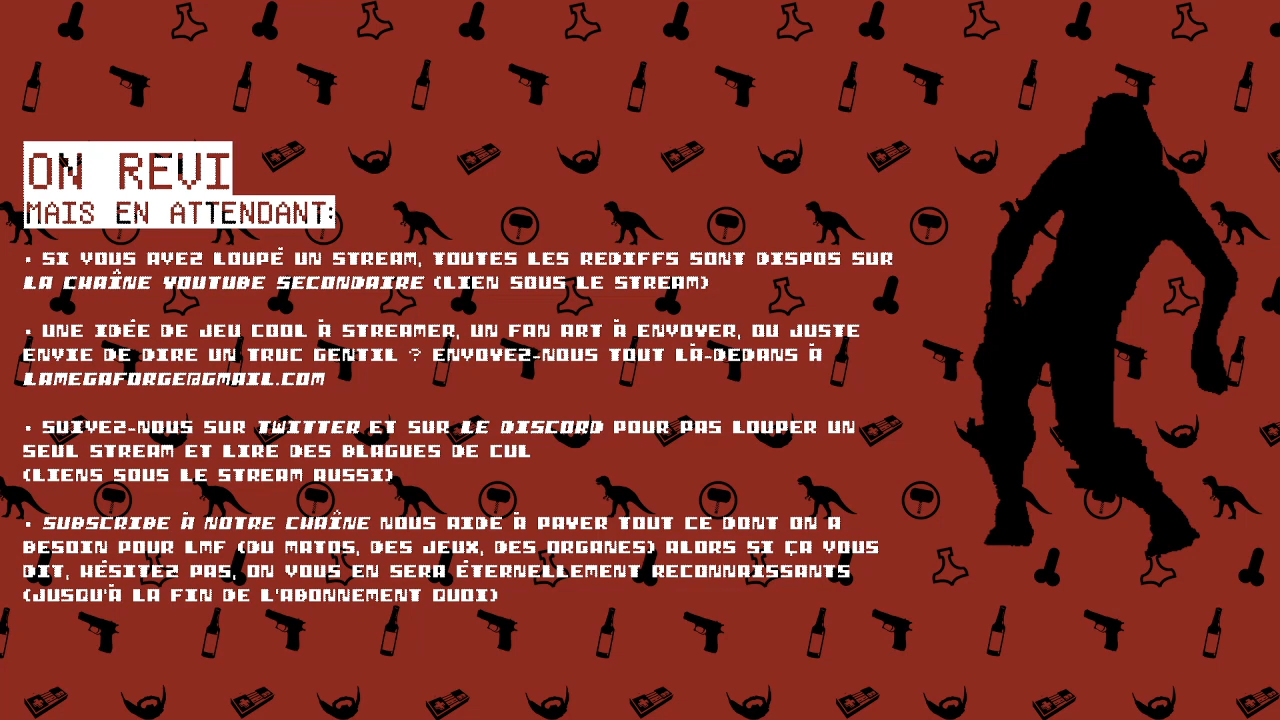 ON REVI
MAIS EN ATTENDANT:
• SI VOUS AVEZ LOUPÉ UN STREAM, TOUTES LES REDIFFS SONT DISPOS SUR
LA CHAÎNE YOUTUBE SECONDAIRE (LIEN SOUS LE STREAM)
• UNE IDÉE DE JEU COOL À STREAMER, UN FAN ART À ENVOYER, OU JUSTE
ENVIE DE DIRE UN TRUC GENTIL ? ENVOYEZ-NOUS TOUT LÀ-DEDANS À
LAMEGAFORGE@GMAIL.COM
• SUIVEZ-NOUS SUR TWITTER ET SUR LE DISCORD POUR PAS LOUPER UN
SEUL STREAM ET LIRE DES BLAGUES DE CUL
(LIENS SOUS LE STREAM AUSSI)
• SUBSCRIBE À NOTRE CHAÎNE NOUS AIDE À PAYER TOUT CE DONT ON A
BESOIN POUR LMF (DU MATOS, DES JEUX, DES ORGANES) ALORS SI ÇA VOUS
DIT, HÉSITEZ PAS, ON VOUS EN SERA ÉTERNELLEMENT RECONNAISSANTS
(JUSQU'À LA FIN DE L'ABONNEMENT QUOI)